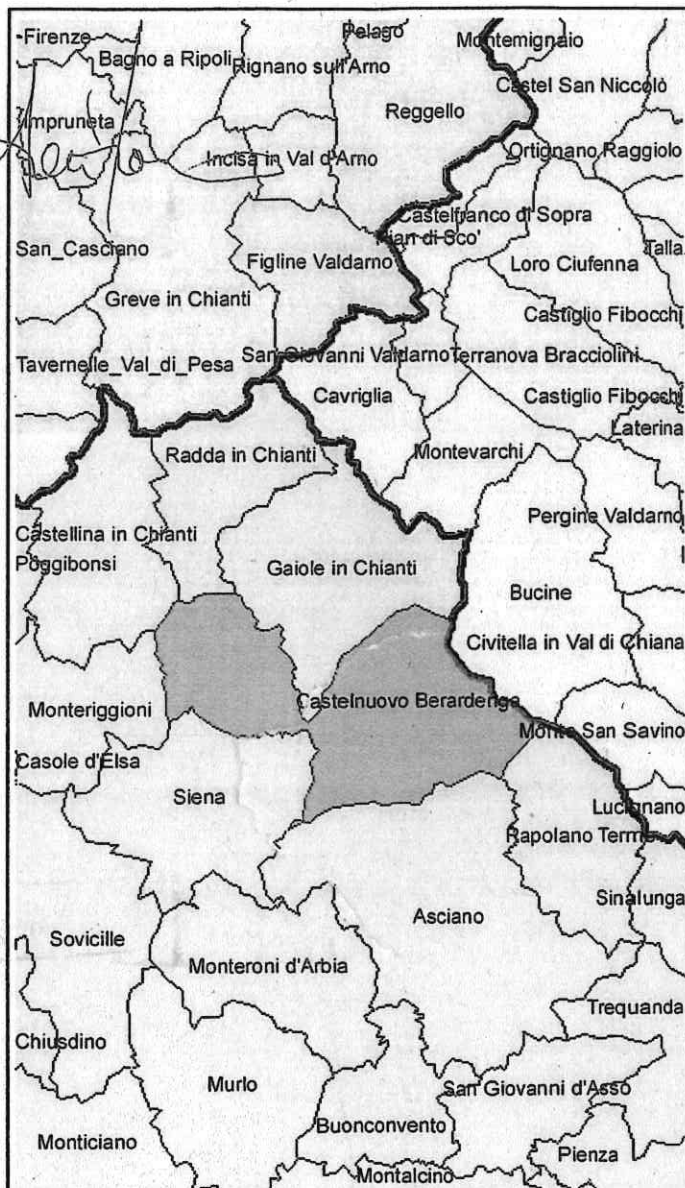 Firenze
Pelago
Montemignaio
Bagno a Ripoli
Rignano sull'Arno
Castel San Niccolò
Reggello
Impruneta
Incisa in Val d'Arno
Ortignano Raggiolo
Castelfranco di Sopra
Pian di Sco'
San_Casciano
Talla
Figline Valdarno
Loro Ciufenna
Greve in Chianti
Castiglio Fibocchi
Tavernelle_Val_di_Pesa
San Giovanni Valdarno
Terranova Bracciolini
Cavriglia
Castiglio Fibocchi
Laterina
Radda in Chianti
Montevarchi
Castellina in Chianti
Pergine Valdarno
Poggibonsi
Gaiole in Chianti
Bucine
Civitella in Val di Chiana
Monteriggioni
Castelnuovo Berardenga
Monte San Savino
Casole d'Elsa
Siena
Lucignano
Rapolano Terme
Sinalunga
Asciano
Sovicille
Monteroni d'Arbia
Trequanda
Chiusdino
Murlo
San Giovanni d'Asso
Buonconvento
Monticiano
Pienza
Montalcino